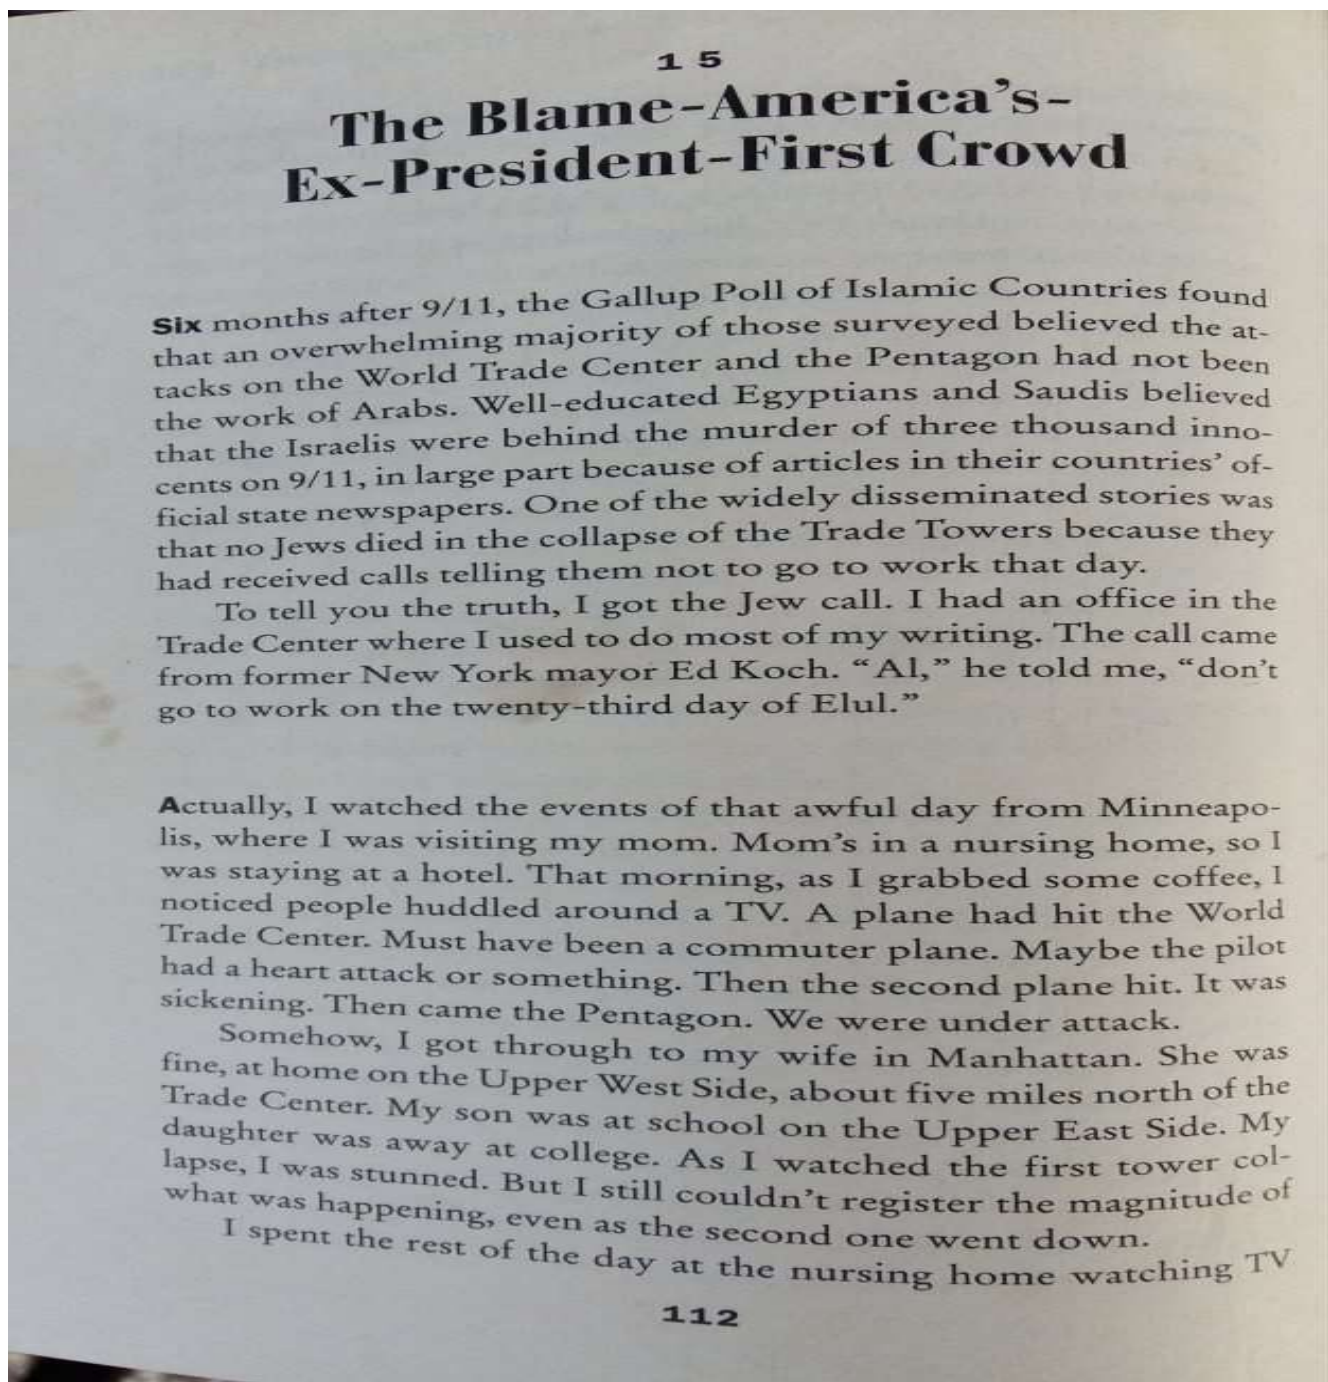 15
The Blame-America's-
Ex-President-First Crowd
Six months after 9/11, the Gallup Poll of Islamic Countries found
that an overwhelming majority of those surveyed believed the at-
tacks on the World Trade Center and the Pentagon had not been
the work of Arabs. Well-educated Egyptians and Saudis believed
that the Israelis were behind the murder of three thousand inno-
cents on 9/11, in large part because of articles in their countries' of-
ficial state newspapers. One of the widely disseminated stories was
that no Jews died in the collapse of the Trade Towers because they
had received calls telling them not to go to work that day.
To tell you the truth, I got the Jew call. I had an office in the
Trade Center where I used to do most of my writing. The call came
from former New York mayor Ed Koch. “Al,” he told me, “don't
go to work on the twenty-third day of Elul.”
Actually, I watched the events of that awful day from Minneapo-
lis, where I was visiting my mom. Mom's in a nursing home, so I
was staying at a hotel. That morning, as I grabbed some coffee, I
noticed people huddled around a TV. A plane had hit the World
Trade Center. Must have been a commuter plane. Maybe the pilot
had a heart attack or something. Then the second plane hit. It was
sickening. Then came the Pentagon. We were under attack.
Somehow, I got through to my wife in Manhattan. She was
fine, at home on the Upper West Side, about five miles north of the
Trade Center. My son was at school on the Upper East Side. My
daughter was away at college. As I watched the first tower col-
lapse, I was stunned. But I still couldn't register the magnitude of
what was happening, even as the second one went down.
I spent the rest of the day at the nursing home watching TV
112